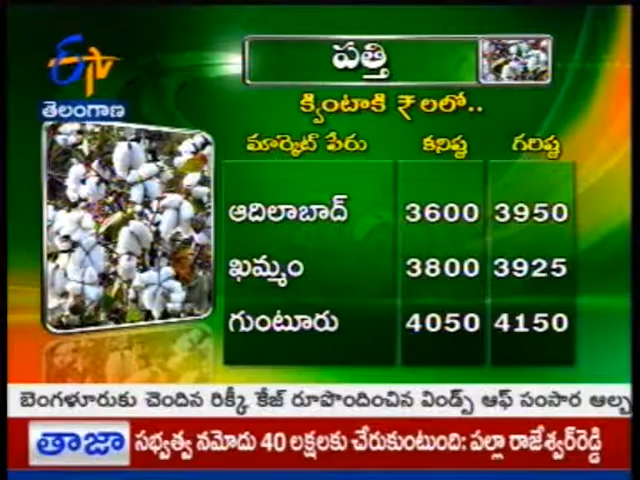 ETV
తెలంగాణ
పత్తి
క్వింటాకి ₹ లలో..
మార్కెట్ పేరు కనిష్ఠ గరిష్ఠ
ఆదిలాబాద్ 3600 3950
ఖమ్మం 3800 3925
గుంటూరు 4050 4150
బెంగళూరుకు చెందిన రిక్కీ కేజ్ రూపొందించిన విండ్స్ ఆఫ్ సంసార ఆల్బ
తాజా సభ్యత్వ నమోదు 40 లక్షలకు చేరుకుంటుంది: పల్లా రాజేశ్వర్‌రెడ్డి